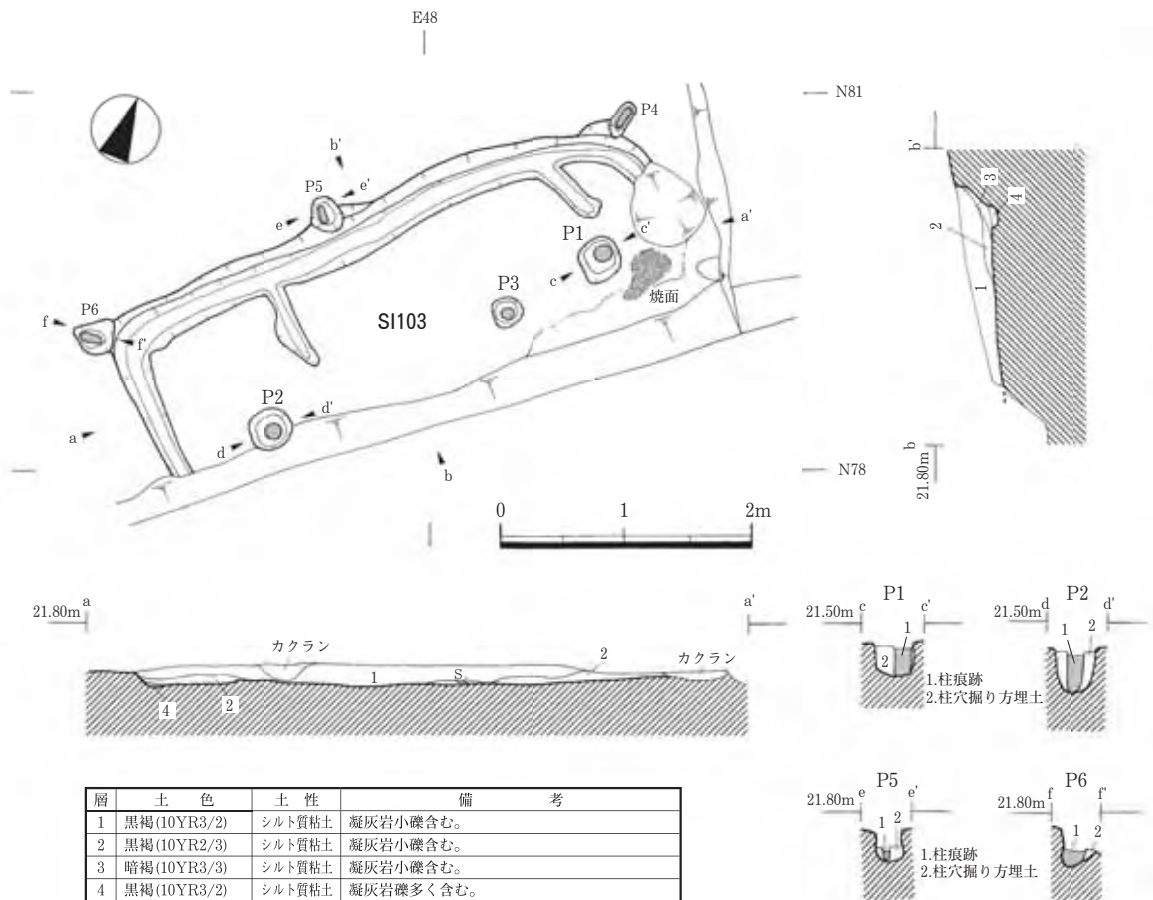 E48
N81
P4
b'
b'
P5
e'
e
a'
P1
c'
3
4
2
c
P3
P6
焼面
f
SI103
1
f'
P2
d'
a
d
b
b
N78
21.80m
0 1 2m
a
a'
21.80m
カクラン
2
カクラン
1
S
4
2
P1
P2
21.50m
c
c'
21.50m
d
d'
1
2
1
2
1.柱痕跡
2.柱穴掘り方埋土
P5
P6
21.80m
e
e'
21.80m
f
f'
1
2
1
2
1.柱痕跡
2.柱穴掘り方埋土
層 土 色 土 性 備 考
1 黒褐(10YR3/2) シルト質粘土 凝灰岩小礫含む。
2 黒褐(10YR2/3) シルト質粘土 凝灰岩小礫含む。
3 暗褐(10YR3/3) シルト質粘土 凝灰岩小礫含む。
4 黒褐(10YR3/2) シルト質粘土 凝灰岩礫多く含む。